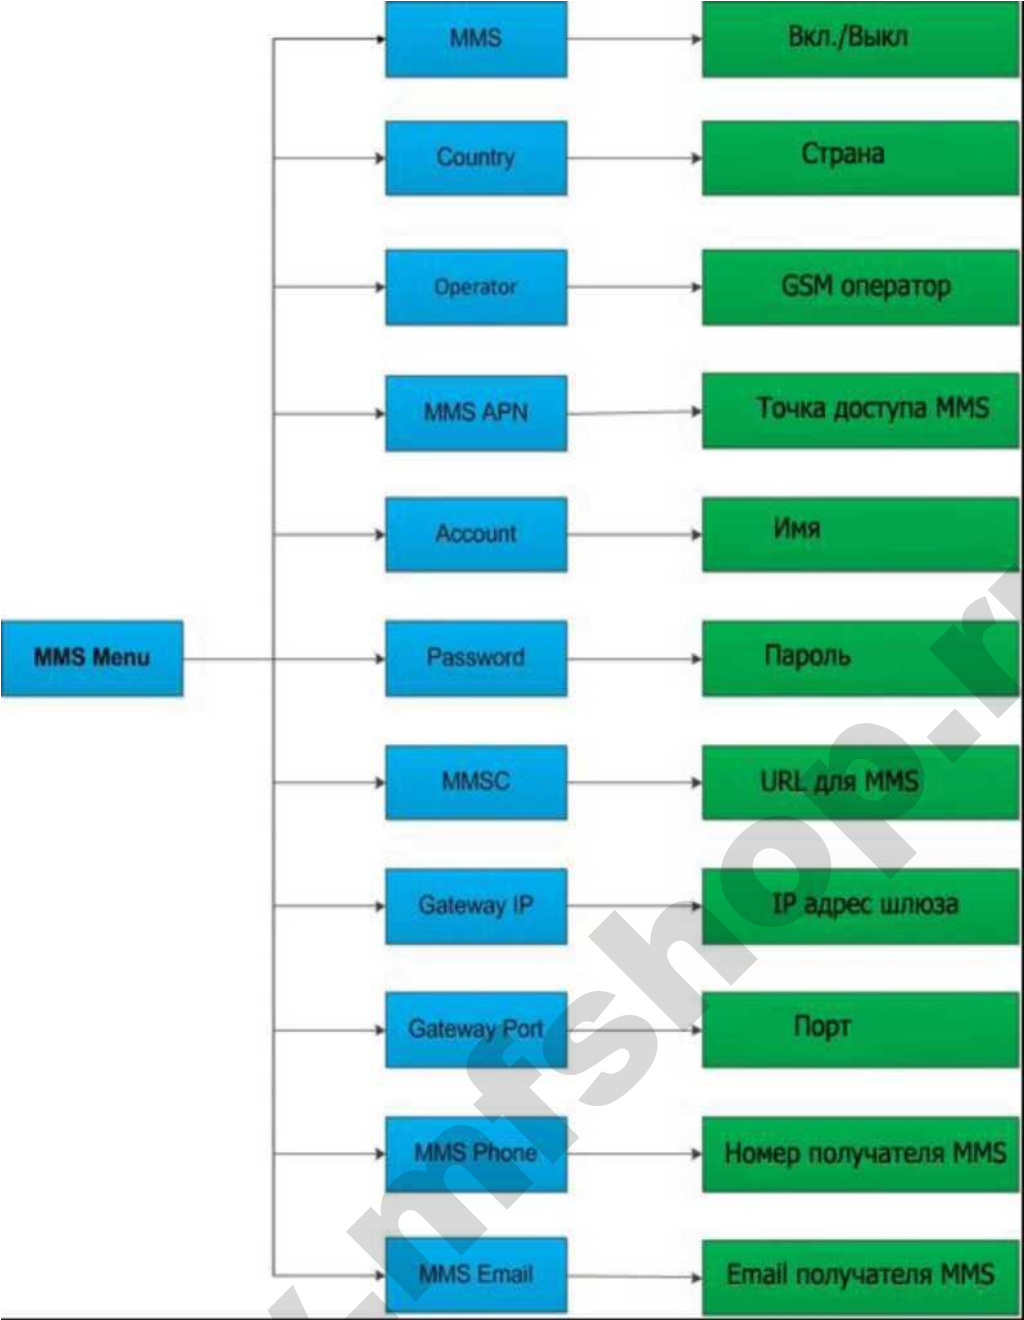 MMS Вкл./Выкл
Country Страна
Operator GSM оператор
MMS APN Точка доступа MMS
Account Имя
MMS Menu Password Пароль
MMSC URL для MMS
Gateway IP IP адрес шлюза
Gateway Port Порт
MMS Phone Номер получателя MMS
MMS Email Email получателя MMS
.mfshop.r